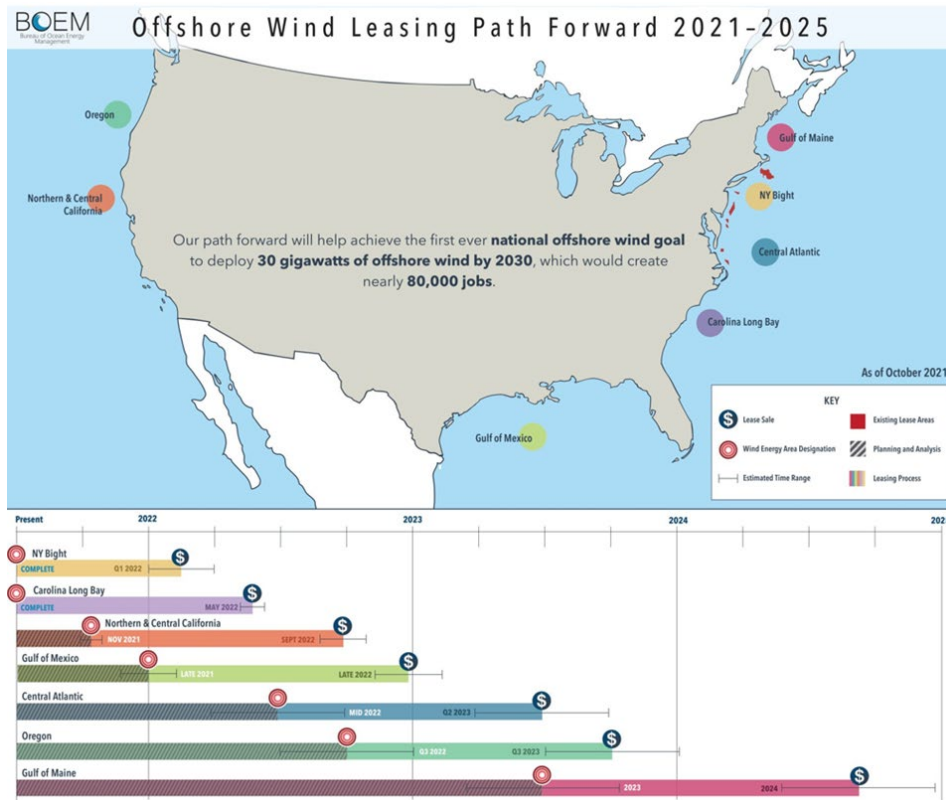 BOEM
Bureau of Ocean Energy
Management
Offshore Wind Leasing Path Forward 2021–2025
Oregon
Gulf of Maine
Northern & Central
California
NY Bight
Our path forward will help achieve the first ever national offshore wind goal
to deploy 30 gigawatts of offshore wind by 2030, which would create
nearly 80,000 jobs.
Central Atlantic
Carolina Long Bay
As of October 2021
Gulf of Mexico
KEY
Lease Sale
Existing Lease Areas
Wind Energy Area Designation
Planning and Analysis
Estimated Time Range
Leasing Process
Present 2022 2023 2024
NY Bight
COMPLETE Q1 2022
Carolina Long Bay
COMPLETE MAY 2022
Northern & Central California
NOV 2021 SEPT 2022
Gulf of Mexico
LATE 2021 LATE 2022
Central Atlantic
MID 2022 Q2 2023
Oregon
Q3 2022 Q3 2023
Gulf of Maine
2023 2024